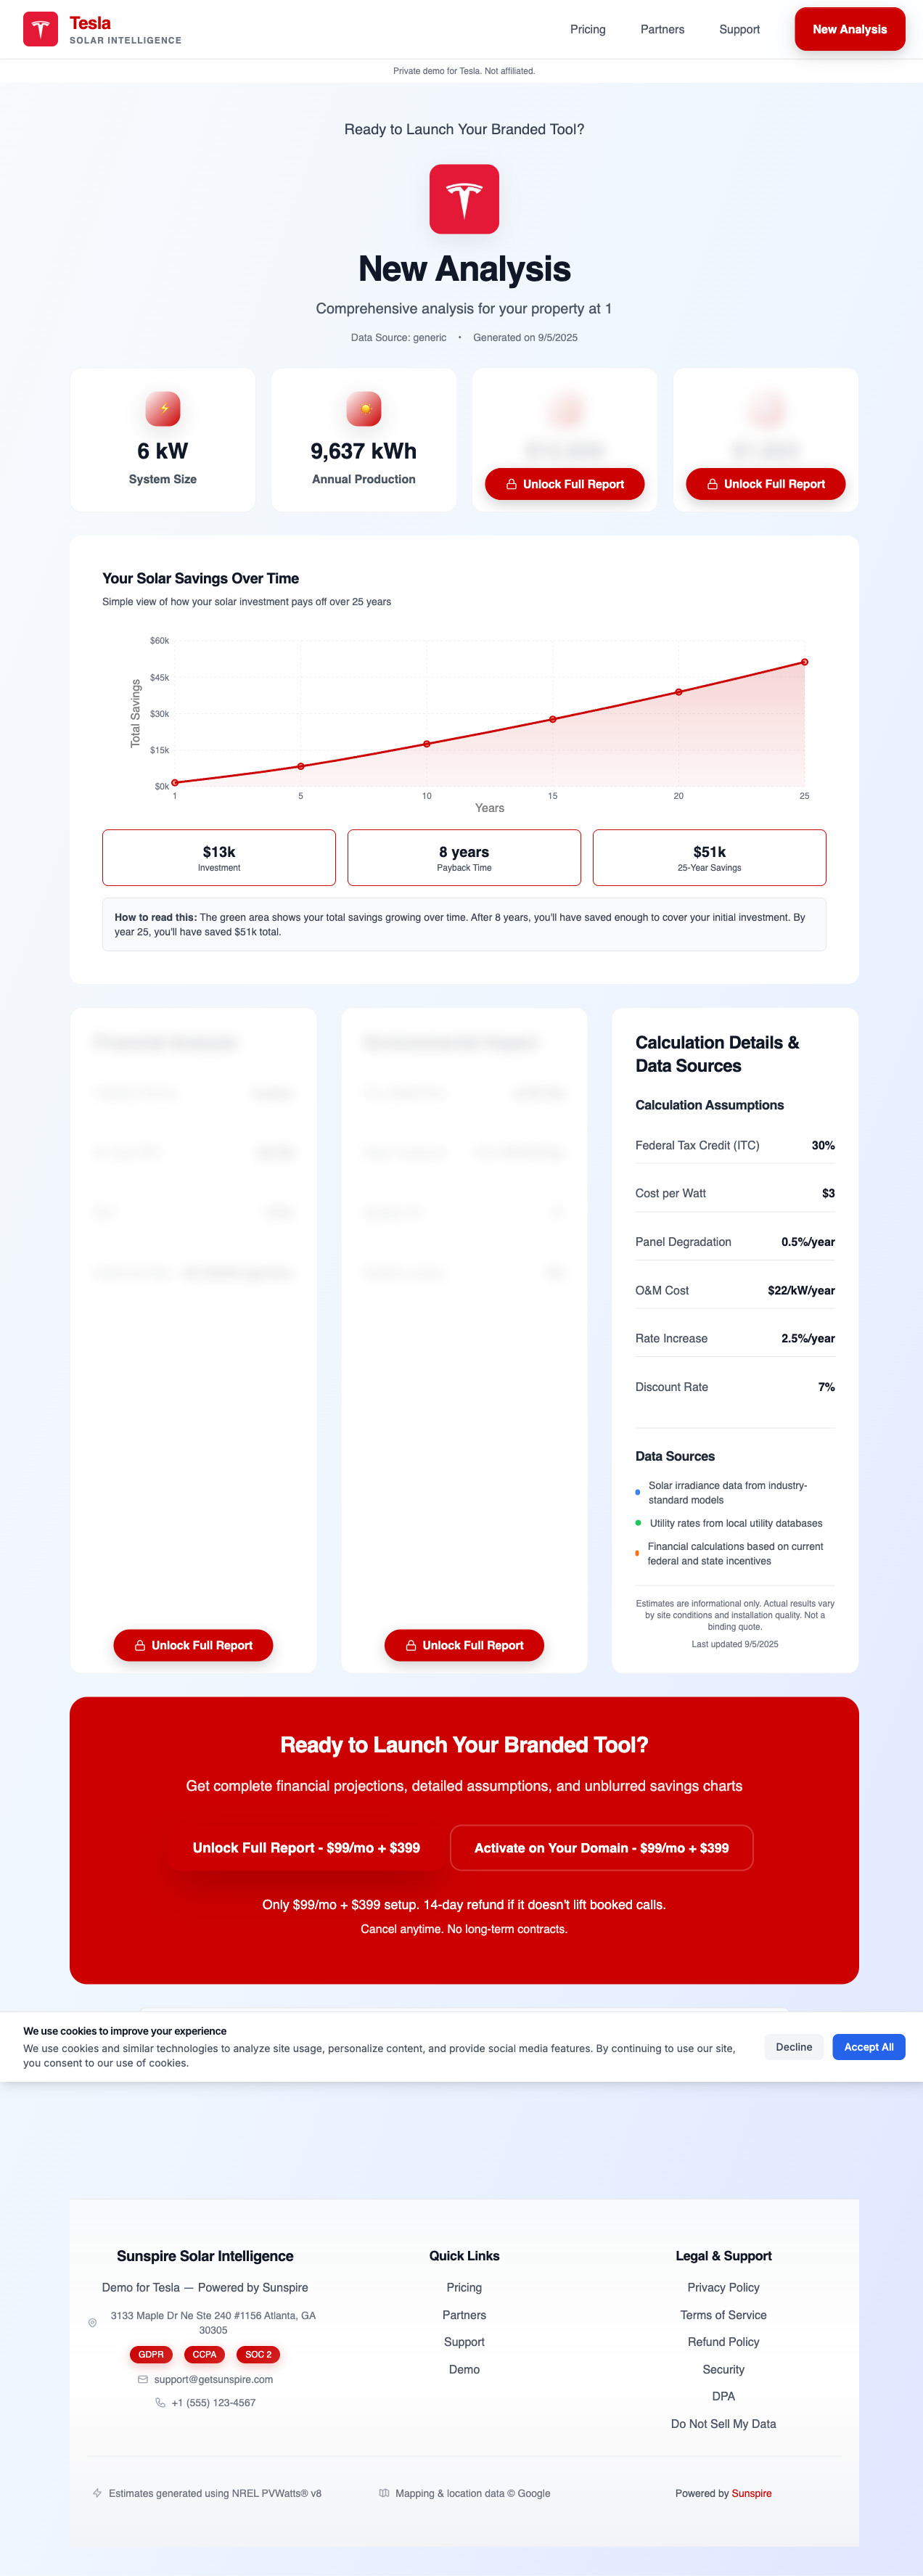 Tesla
SOLAR INTELLIGENCE
Pricing
Partners
Support
New Analysis
Private demo for Tesla. Not affiliated.
Ready to Launch Your Branded Tool?
New Analysis
Comprehensive analysis for your property at 1
Data Source: generic • Generated on 9/5/2025
6 kW
System Size
9,637 kWh
Annual Production
Unlock Full Report
Unlock Full Report
Your Solar Savings Over Time
Simple view of how your solar investment pays off over 25 years
Total Savings
$60k
$45k
$30k
$15k
$0k
1 5 10 15 20 25
Years
$13k
Investment
8 years
Payback Time
$51k
25-Year Savings
How to read this: The green area shows your total savings growing over time. After 8 years, you'll have saved enough to cover your initial investment. By
year 25, you'll have saved $51k total.
Unlock Full Report
Unlock Full Report
Calculation Details &
Data Sources
Calculation Assumptions
Federal Tax Credit (ITC) 30%
Cost per Watt $3
Panel Degradation 0.5%/year
O&M Cost $22/kW/year
Rate Increase 2.5%/year
Discount Rate 7%
Data Sources
Solar irradiance data from industry-
standard models
Utility rates from local utility databases
Financial calculations based on current
federal and state incentives
Estimates are informational only. Actual results vary
by site conditions and installation quality. Not a
binding quote.
Last updated 9/5/2025
Ready to Launch Your Branded Tool?
Get complete financial projections, detailed assumptions, and unblurred savings charts
Unlock Full Report - $99/mo + $399
Activate on Your Domain - $99/mo + $399
Only $99/mo + $399 setup. 14-day refund if it doesn't lift booked calls.
Cancel anytime. No long-term contracts.
We use cookies to improve your experience
We use cookies and similar technologies to analyze site usage, personalize content, and provide social media features. By continuing to use our site,
you consent to our use of cookies.
Decline
Accept All
Sunspire Solar Intelligence
Demo for Tesla — Powered by Sunspire
3133 Maple Dr Ne Ste 240 #1156 Atlanta, GA
30305
GDPR CCPA SOC 2
support@getsunspire.com
+1 (555) 123-4567
Quick Links
Pricing
Partners
Support
Demo
Legal & Support
Privacy Policy
Terms of Service
Refund Policy
Security
DPA
Do Not Sell My Data
Estimates generated using NREL PVWatts® v8
Mapping & location data © Google
Powered by Sunspire